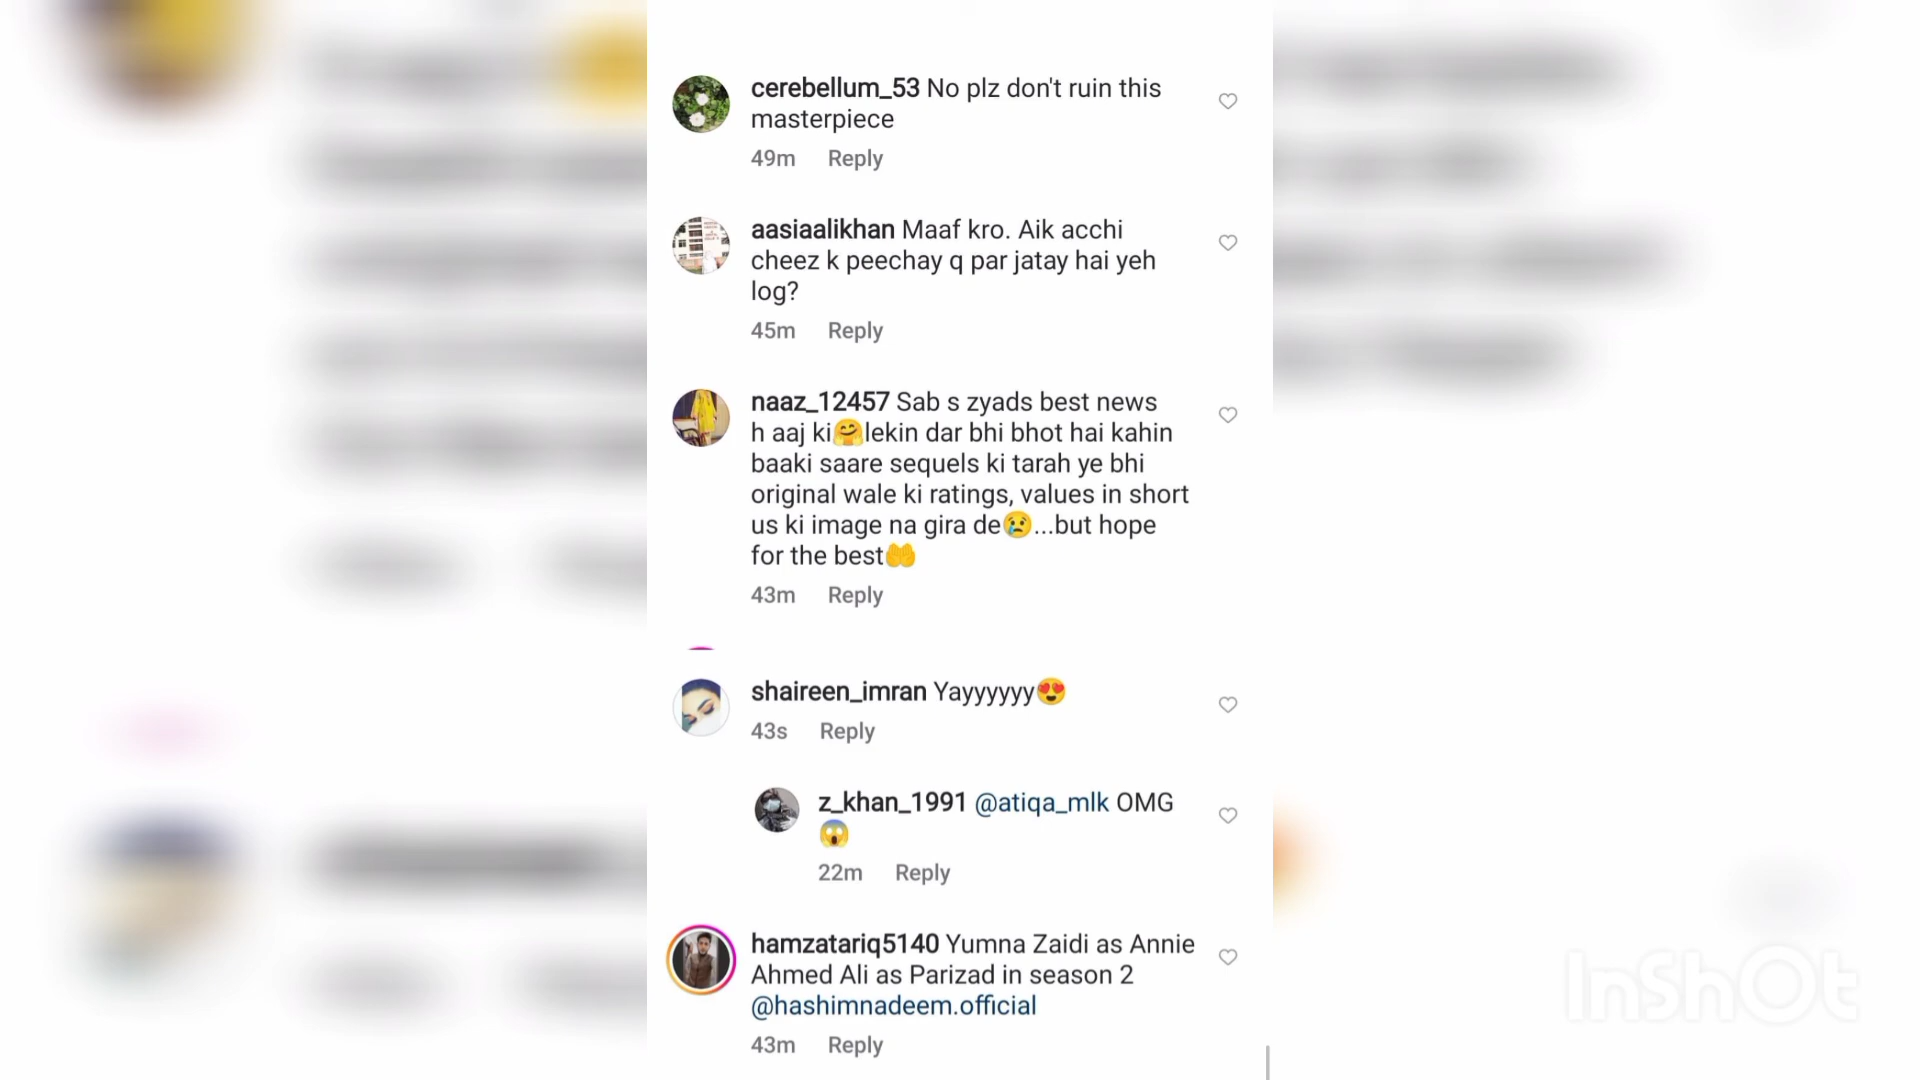 cerebellum_53 No plz don't ruin this
masterpiece
49m Reply
aasiaalikhan Maaf kro. Aik acchi
cheez k peechay q par jatay hai yeh
log?
45m Reply
naaz_12457 Sab s zyads best news
h aaj ki🤗lekin dar bhi bhot hai kahin
baaki saare sequels ki tarah ye bhi
original wale ki ratings, values in short
us ki image na gira de😢...but hope
for the best🤲
43m Reply
shaireen_imran Yayyyyyy😍
43s Reply
z_khan_1991 @atiqa_mlk OMG
😱
22m Reply
hamzatariq5140 Yumna Zaidi as Annie
Ahmed Ali as Parizad in season 2
@hashimnadeem.official
43m Reply
InShOt